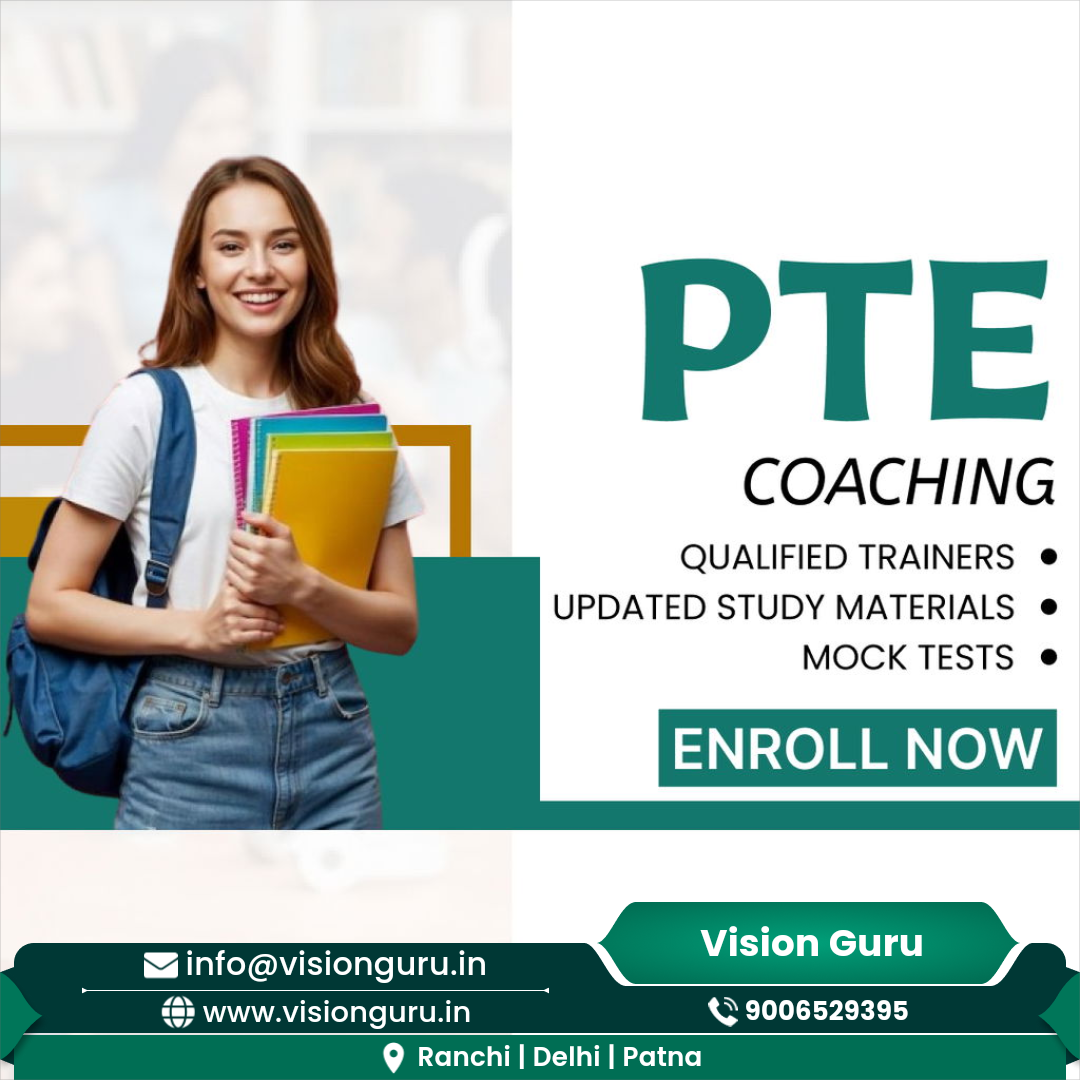 PTE
COACHING
QUALIFIED TRAINERS •
UPDATED STUDY MATERIALS •
MOCK TESTS •
ENROLL NOW
Vision Guru
info@visionguru.in
www.visionguru.in
9006529395
Ranchi | Delhi | Patna